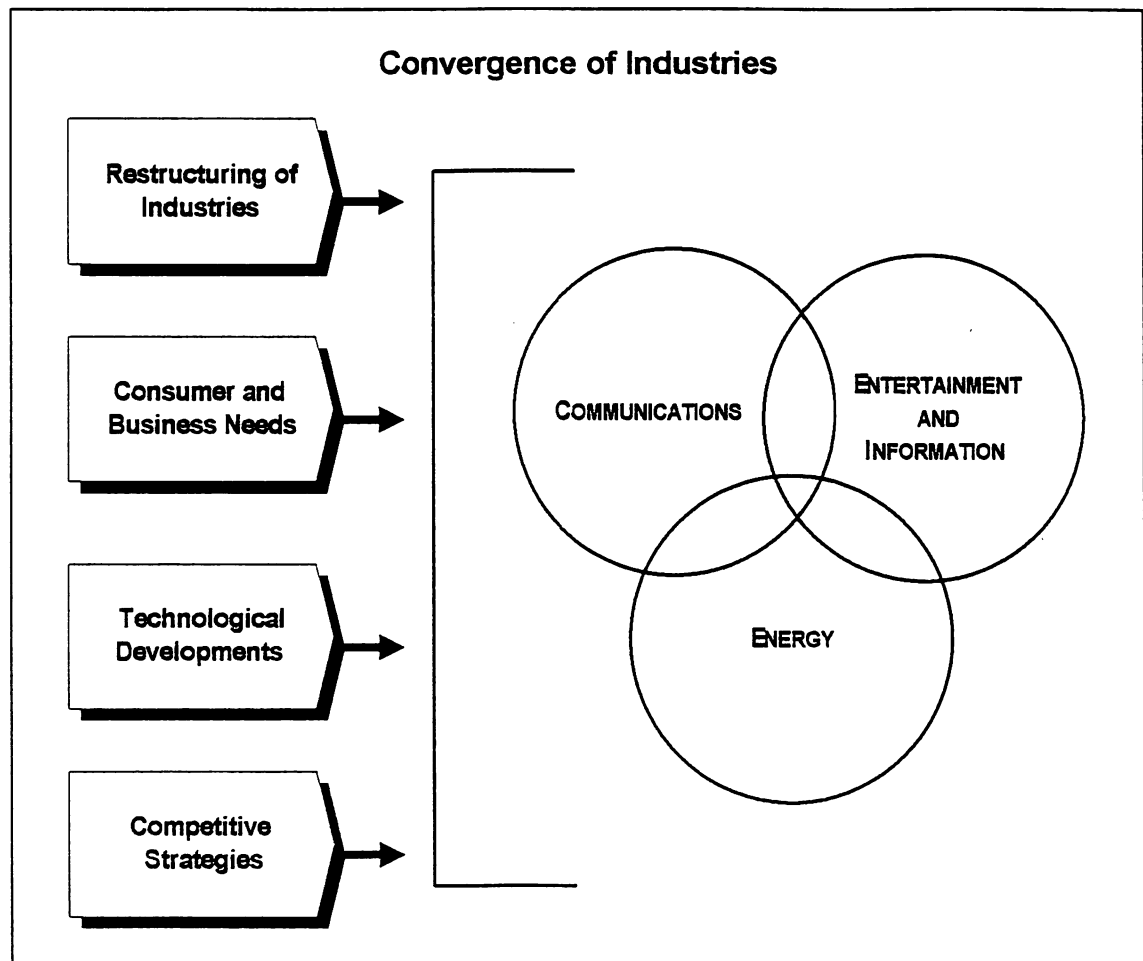 Convergence of Industries
Restructuring of
Industries
Consumer and
Business Needs
Technological
Developments
Competitive
Strategies
COMMUNICATIONS
ENTERTAINMENT
AND
INFORMATION
ENERGY